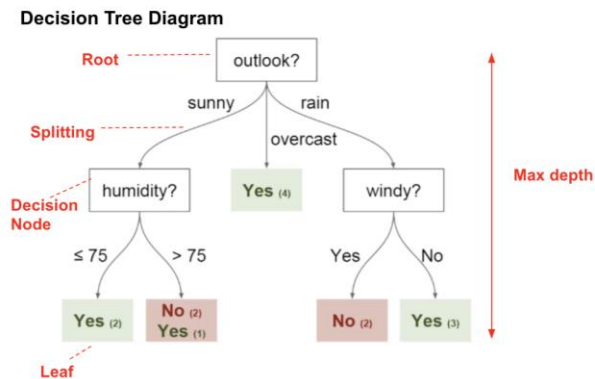 Decision Tree Diagram
Root
outlook?
sunny
rain
Splitting
overcast
Decision
Node
humidity?
Yes (4)
windy?
Max depth
≤ 75
> 75
Yes
No
Yes (2)
No (2)
Yes (1)
No (2)
Yes (3)
Leaf